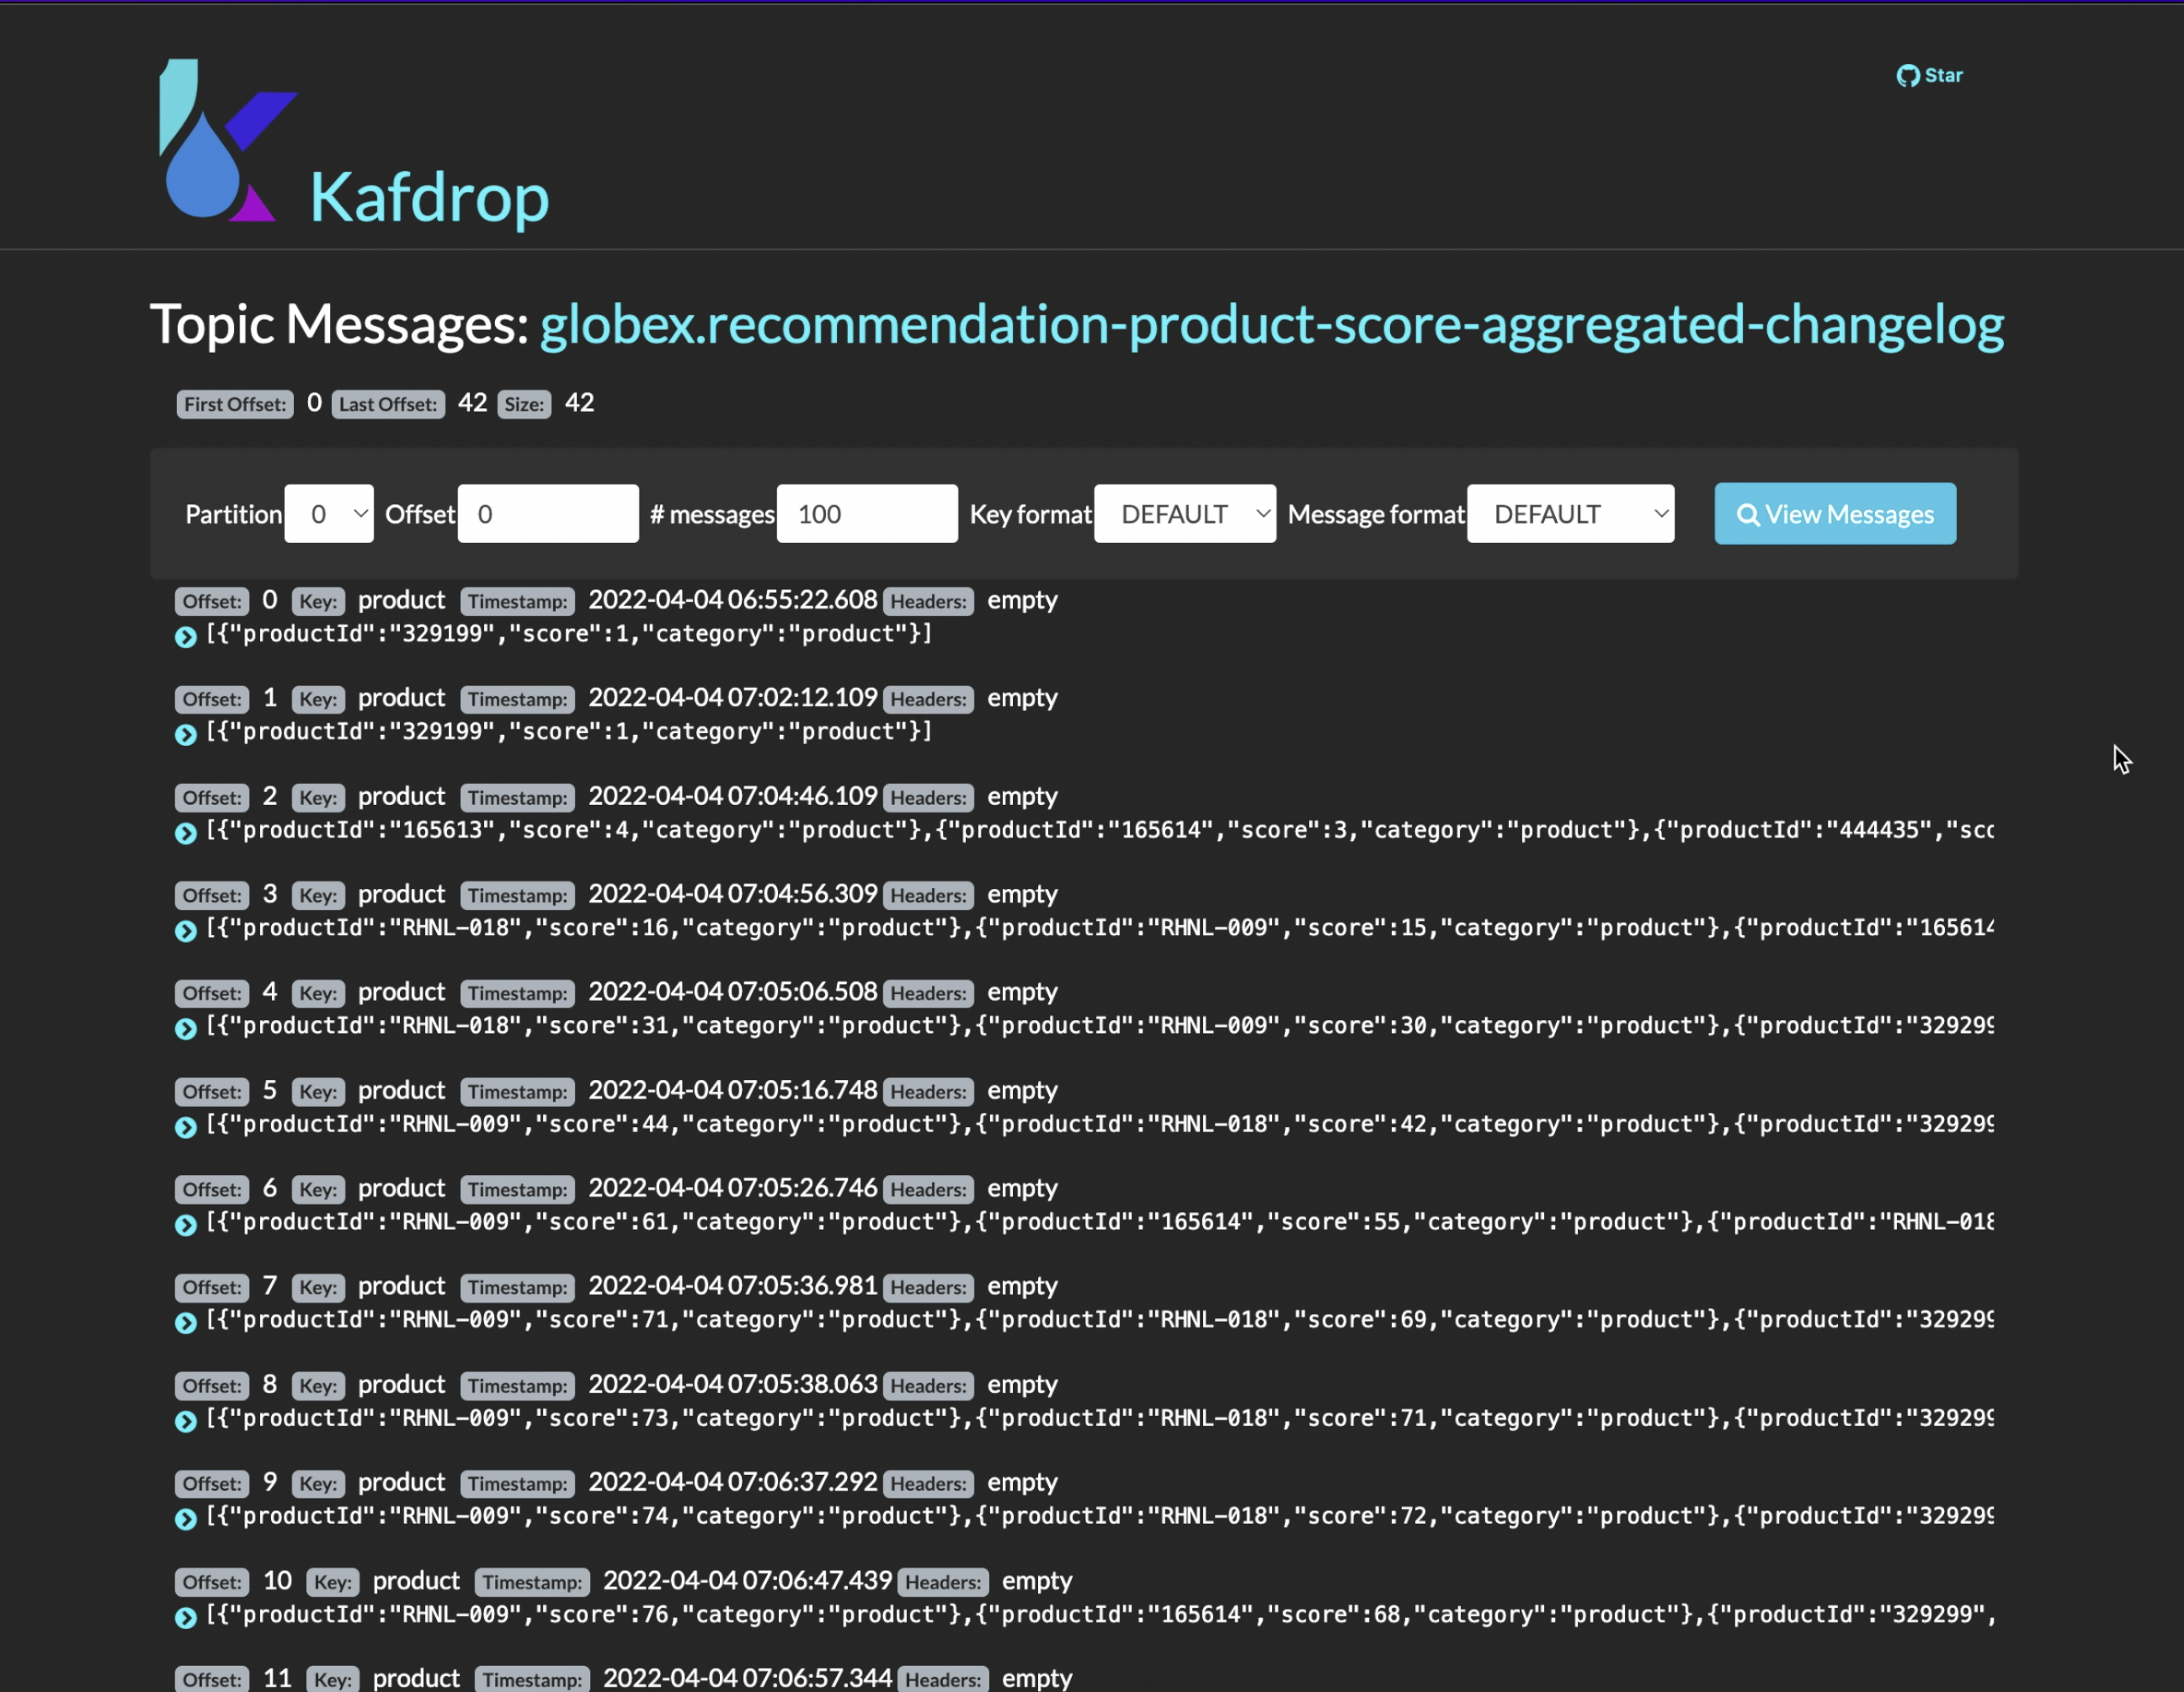 Star
Kafdrop
Topic Messages: globex.recommendation-product-score-aggregated-changelog
First Offset: 0 Last Offset: 42 Size: 42
Partition 0 Offset 0 # messages 100 Key format DEFAULT Message format DEFAULT View Messages
Offset: 0 Key: product Timestamp: 2022-04-04 06:55:22.608 Headers: empty
[{"productId":"329199","score":1,"category":"product"}]
Offset: 1 Key: product Timestamp: 2022-04-04 07:02:12.109 Headers: empty
[{"productId":"329199","score":1,"category":"product"}]
Offset: 2 Key: product Timestamp: 2022-04-04 07:04:46.109 Headers: empty
[{"productId":"165613","score":4,"category":"product"},{"productId":"165614","score":3,"category":"product"},{"productId":"444435","sco
Offset: 3 Key: product Timestamp: 2022-04-04 07:04:56.309 Headers: empty
[{"productId":"RHNL-018","score":16,"category":"product"},{"productId":"RHNL-009","score":15,"category":"product"},{"productId":"165614
Offset: 4 Key: product Timestamp: 2022-04-04 07:05:06.508 Headers: empty
[{"productId":"RHNL-018","score":31,"category":"product"},{"productId":"RHNL-009","score":30,"category":"product"},{"productId":"329299
Offset: 5 Key: product Timestamp: 2022-04-04 07:05:16.748 Headers: empty
[{"productId":"RHNL-009","score":44,"category":"product"},{"productId":"RHNL-018","score":42,"category":"product"},{"productId":"329299
Offset: 6 Key: product Timestamp: 2022-04-04 07:05:26.746 Headers: empty
[{"productId":"RHNL-009","score":61,"category":"product"},{"productId":"165614","score":55,"category":"product"},{"productId":"RHNL-018
Offset: 7 Key: product Timestamp: 2022-04-04 07:05:36.981 Headers: empty
[{"productId":"RHNL-009","score":71,"category":"product"},{"productId":"RHNL-018","score":69,"category":"product"},{"productId":"329299
Offset: 8 Key: product Timestamp: 2022-04-04 07:05:38.063 Headers: empty
[{"productId":"RHNL-009","score":73,"category":"product"},{"productId":"RHNL-018","score":71,"category":"product"},{"productId":"329299
Offset: 9 Key: product Timestamp: 2022-04-04 07:06:37.292 Headers: empty
[{"productId":"RHNL-009","score":74,"category":"product"},{"productId":"RHNL-018","score":72,"category":"product"},{"productId":"329299
Offset: 10 Key: product Timestamp: 2022-04-04 07:06:47.439 Headers: empty
[{"productId":"RHNL-009","score":76,"category":"product"},{"productId":"165614","score":68,"category":"product"},{"productId":"329299",
Offset: 11 Key: product Timestamp: 2022-04-04 07:06:57.344 Headers: empty